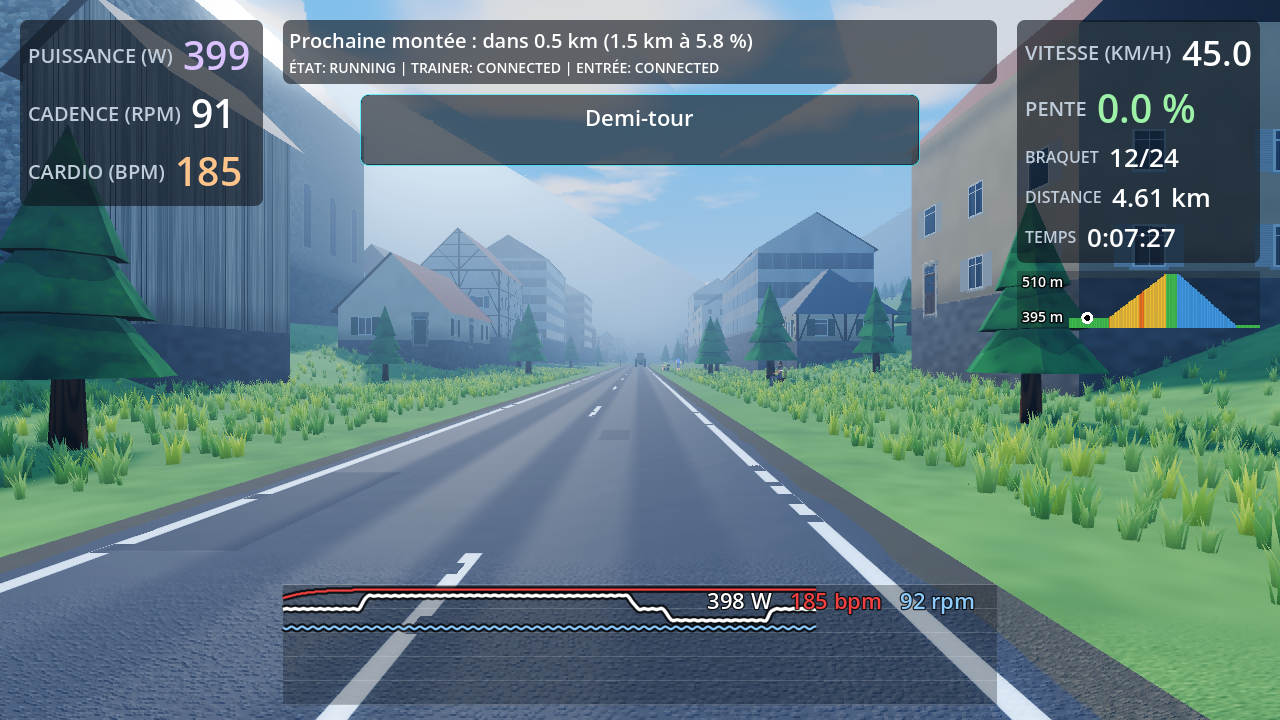 PUISSANCE (W) 399
CADENCE (RPM) 91
CARDIO (BPM) 185
Prochaine montée : dans 0.5 km (1.5 km à 5.8 %)
ÉTAT: RUNNING | TRAINER: CONNECTED | ENTRÉE: CONNECTED
Demi-tour
VITESSE (KM/H) 45.0
PENTE 0.0 %
BRAQUET 12/24
DISTANCE 4.61 km
TEMPS 0:07:27
510 m
395 m
398 W 185 bpm 92 rpm